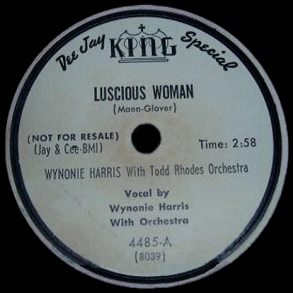 Dee Jay KING Special
LUSCIOUS WOMAN
(Mann-Glover)
(NOT FOR RESALE)
(Jay & Cee-BMI)
Time: 2:58
WYNONIE HARRIS With Todd Rhodes Orchestra
Vocal by
Wynonie Harris
With Orchestra
4485-A
(8039)